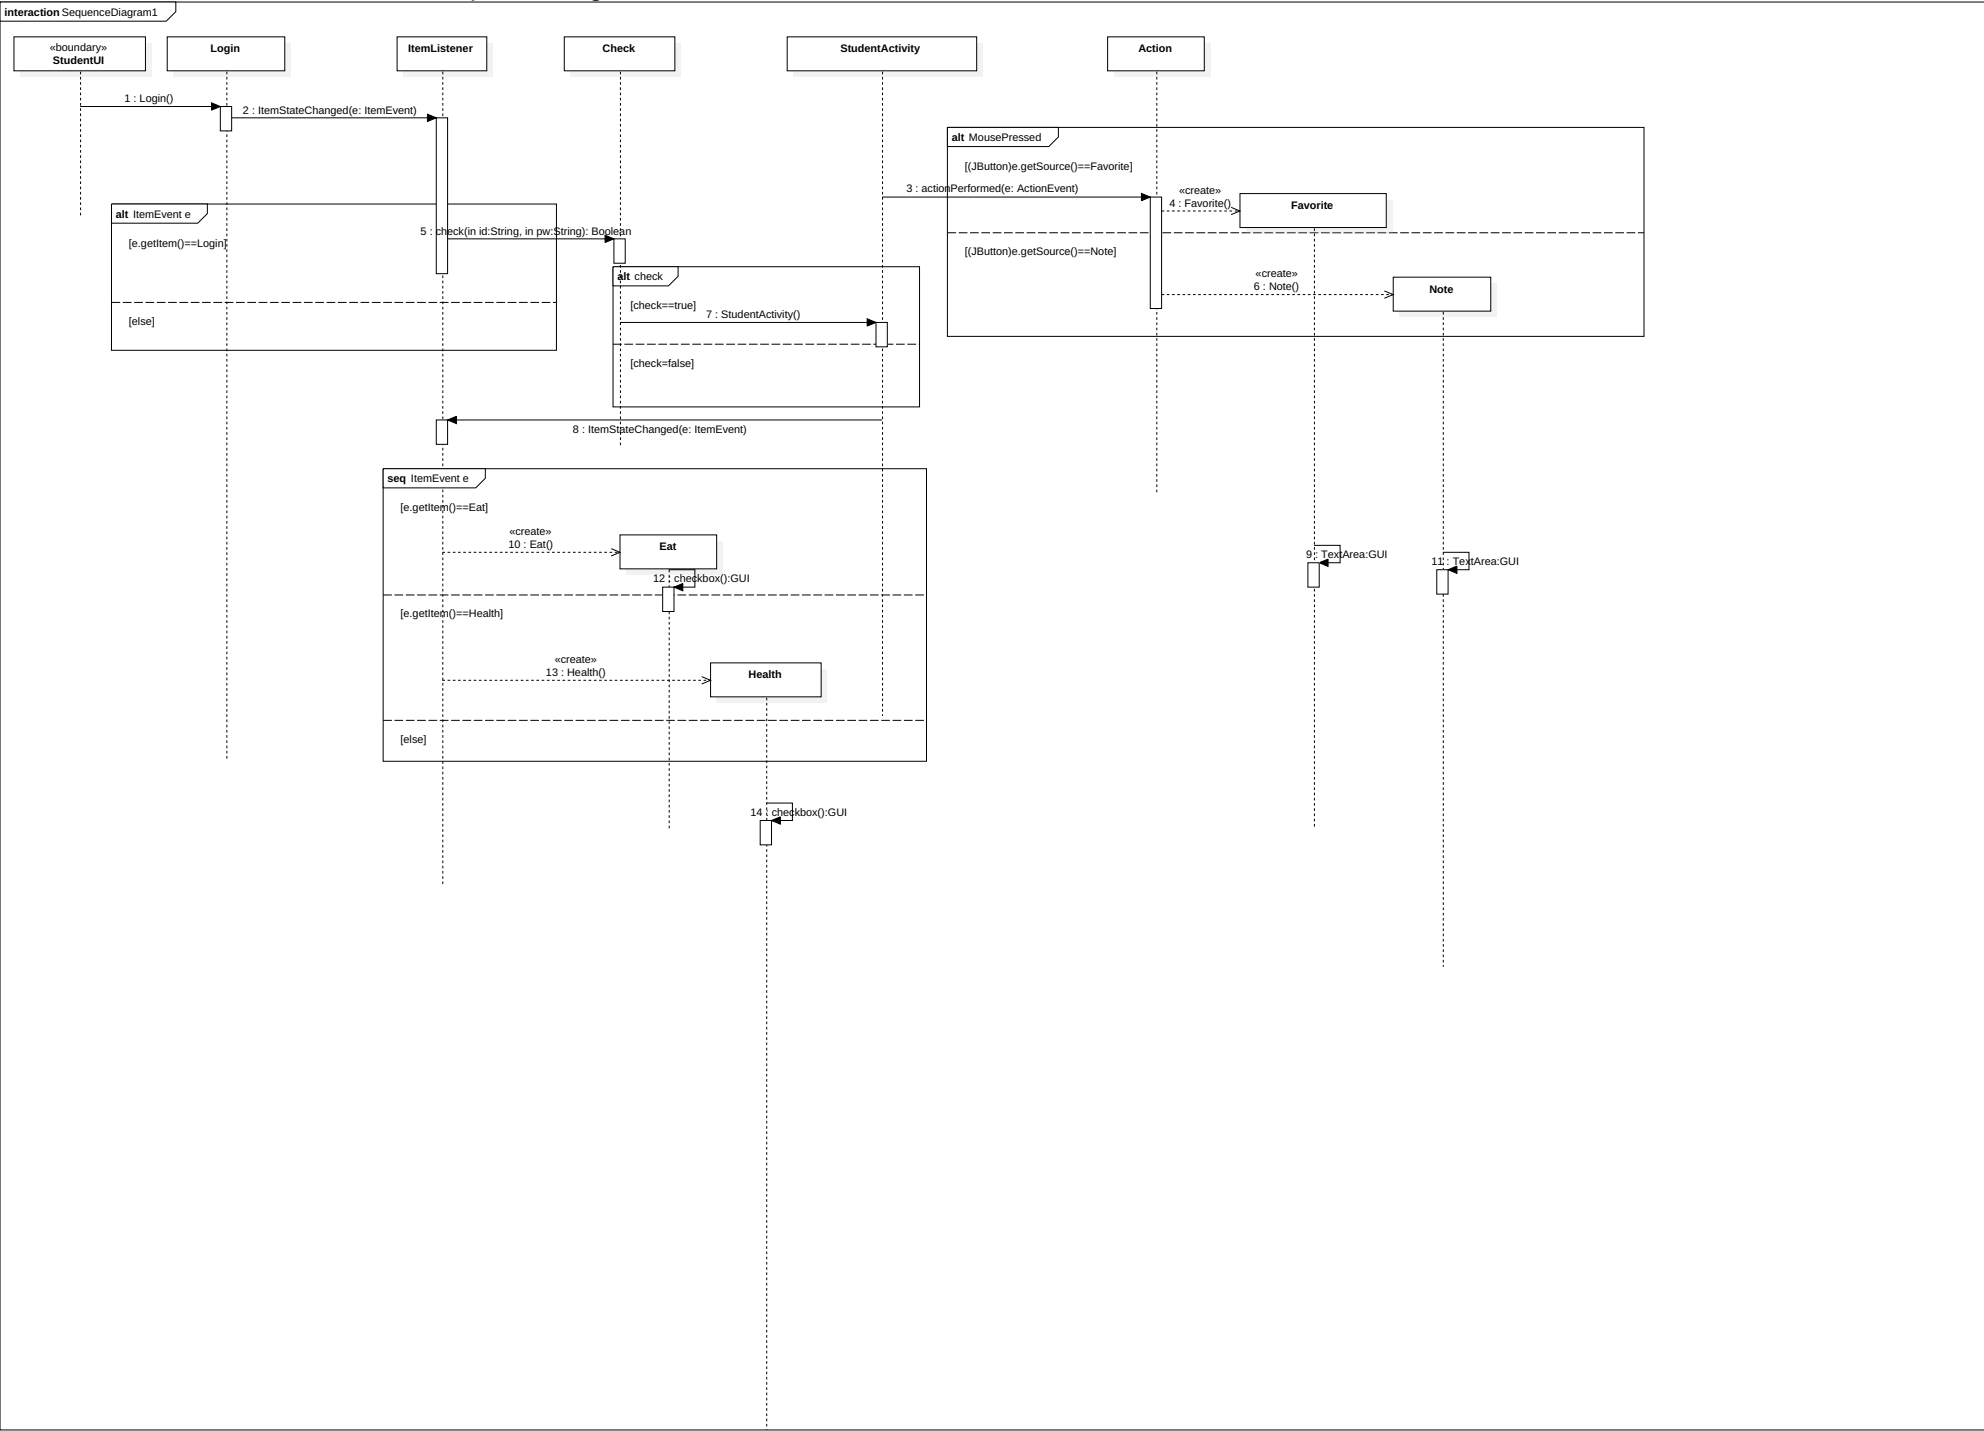 interaction SequenceDiagram1
«boundary»
StudentUI
Login
ItemListener
Check
StudentActivity
Action
1 : Login()
2 : ItemStateChanged(e: ItemEvent)
alt MousePressed
[(JButton)e.getSource()==Favorite]
3 : actionPerformed(e: ActionEvent)
«create»
4 : Favorite()
Favorite
alt ItemEvent e
[e.getItem()==Login]
5 : check(in id:String, in pw:String): Boolean
[(JButton)e.getSource()==Note]
«create»
6 : Note()
Note
alt check
[check==true]
7 : StudentActivity()
[else]
[check=false]
8 : ItemStateChanged(e: ItemEvent)
seq ItemEvent e
[e.getItem()==Eat]
«create»
10 : Eat()
Eat
9 : TextArea:GUI
11 : TextArea:GUI
12 : checkbox():GUI
[e.getItem()==Health]
«create»
13 : Health()
Health
[else]
14 : checkbox():GUI